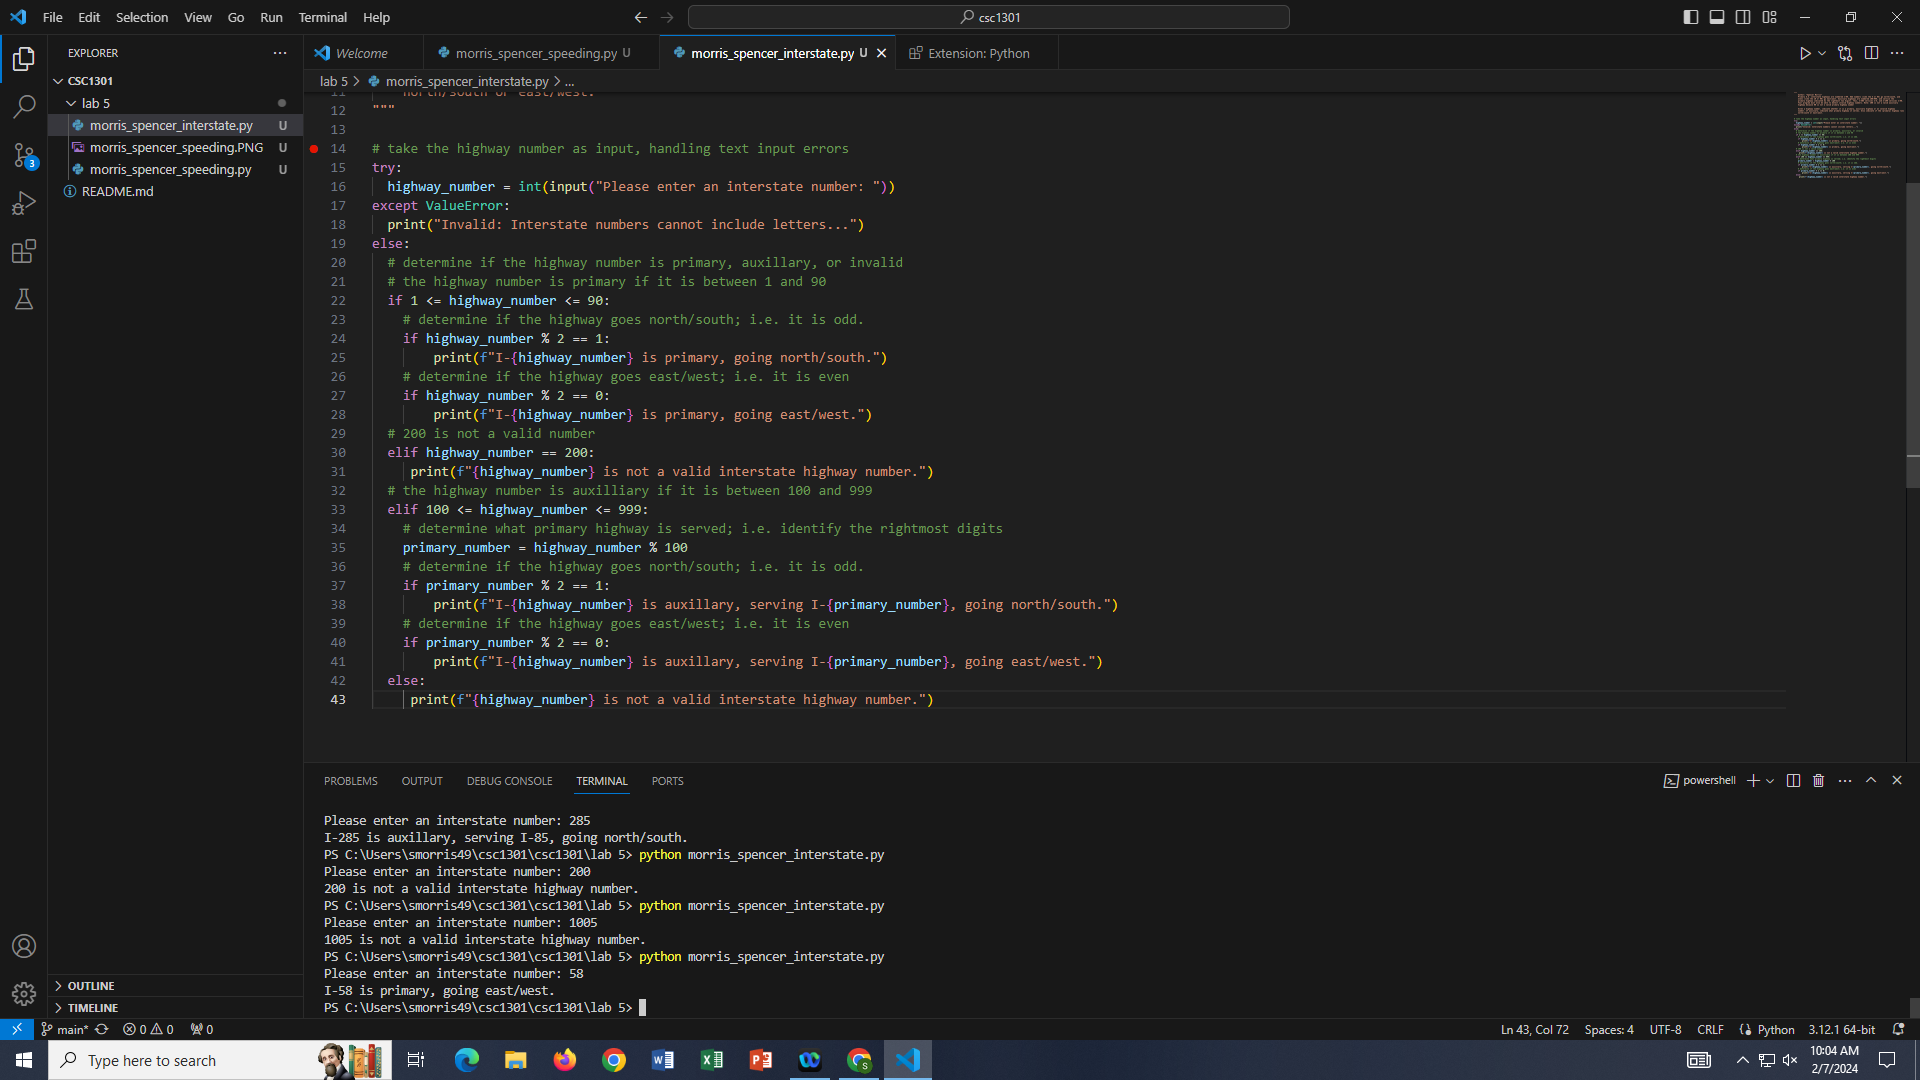 File Edit Selection View Go Run Terminal Help
csc1301
EXPLORER
CSC1301
lab 5
morris_spencer_interstate.py U
morris_spencer_speeding.PNG U
morris_spencer_speeding.py U
README.md
OUTLINE
TIMELINE
Welcome
morris_spencer_speeding.py U
morris_spencer_interstate.py U
Extension: Python
lab 5 > morris_spencer_interstate.py > ...
11 north/south or east/west.
12 """
13
14 # take the highway number as input, handling text input errors
15 try:
16 highway_number = int(input("Please enter an interstate number: "))
17 except ValueError:
18 print("Invalid: Interstate numbers cannot include letters...")
19 else:
20 # determine if the highway number is primary, auxillary, or invalid
21 # the highway number is primary if it is between 1 and 90
22 if 1 <= highway_number <= 90:
23 # determine if the highway goes north/south; i.e. it is odd.
24 if highway_number % 2 == 1:
25 print(f"I-{highway_number} is primary, going north/south.")
26 # determine if the highway goes east/west; i.e. it is even
27 if highway_number % 2 == 0:
28 print(f"I-{highway_number} is primary, going east/west.")
29 # 200 is not a valid number
30 elif highway_number == 200:
31 print(f"{highway_number} is not a valid interstate highway number.")
32 # the highway number is auxilliary if it is between 100 and 999
33 elif 100 <= highway_number <= 999:
34 # determine what primary highway is served; i.e. identify the rightmost digits
35 primary_number = highway_number % 100
36 # determine if the highway goes north/south; i.e. it is odd.
37 if primary_number % 2 == 1:
38 print(f"I-{highway_number} is auxillary, serving I-{primary_number}, going north/south.")
39 # determine if the highway goes east/west; i.e. it is even
40 if primary_number % 2 == 0:
41 print(f"I-{highway_number} is auxillary, serving I-{primary_number}, going east/west.")
42 else:
43 print(f"{highway_number} is not a valid interstate highway number.")
PROBLEMS OUTPUT DEBUG CONSOLE TERMINAL PORTS
powershell
Please enter an interstate number: 285
I-285 is auxillary, serving I-85, going north/south.
PS C:\Users\smorris49\csc1301\csc1301\lab 5> python morris_spencer_interstate.py
Please enter an interstate number: 200
200 is not a valid interstate highway number.
PS C:\Users\smorris49\csc1301\csc1301\lab 5> python morris_spencer_interstate.py
Please enter an interstate number: 1005
1005 is not a valid interstate highway number.
PS C:\Users\smorris49\csc1301\csc1301\lab 5> python morris_spencer_interstate.py
Please enter an interstate number: 58
I-58 is primary, going east/west.
PS C:\Users\smorris49\csc1301\csc1301\lab 5>
3
main* 0 0 0
Ln 43, Col 72 Spaces: 4 UTF-8 CRLF Python 3.12.1 64-bit
Type here to search
10:04 AM
2/7/2024